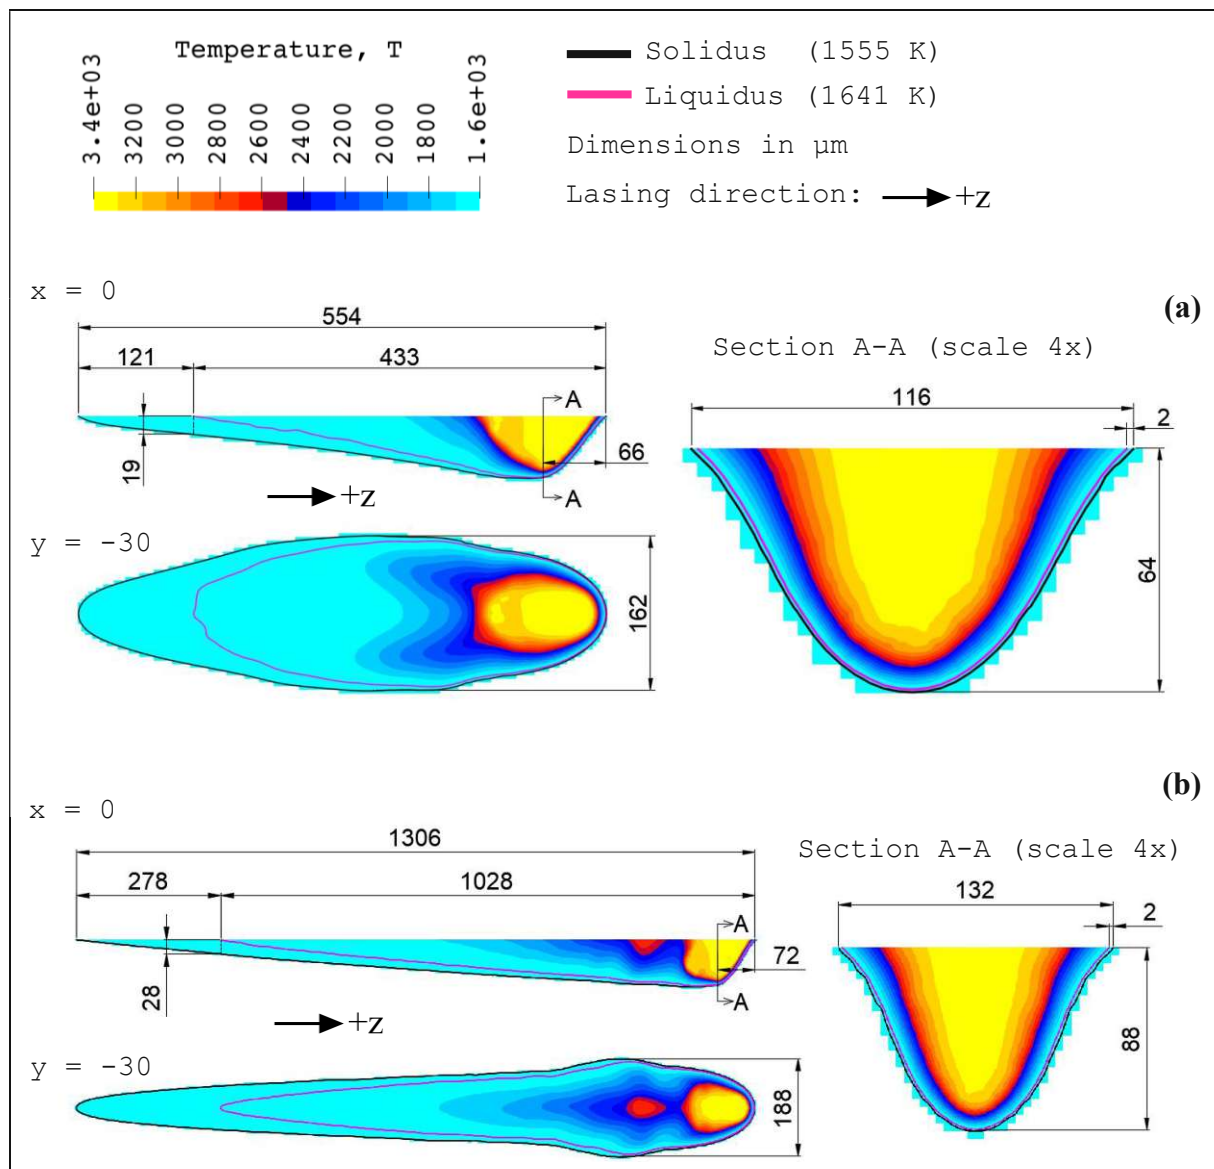 Temperature, T
3.4e+03
3200
3000
2800
2600
2400
2200
2000
1800
1.6e+03
Solidus (1555 K)
Liquidus (1641 K)
Dimensions in µm
Lasing direction: +z
x = 0
(a)
554
121
433
Section A-A (scale 4x)
A
116
2
19
66
A
+z
y = -30
162
64
(b)
x = 0
1306
Section A-A (scale 4x)
278
1028
132
2
A
72
28
A
+z
88
y = -30
188